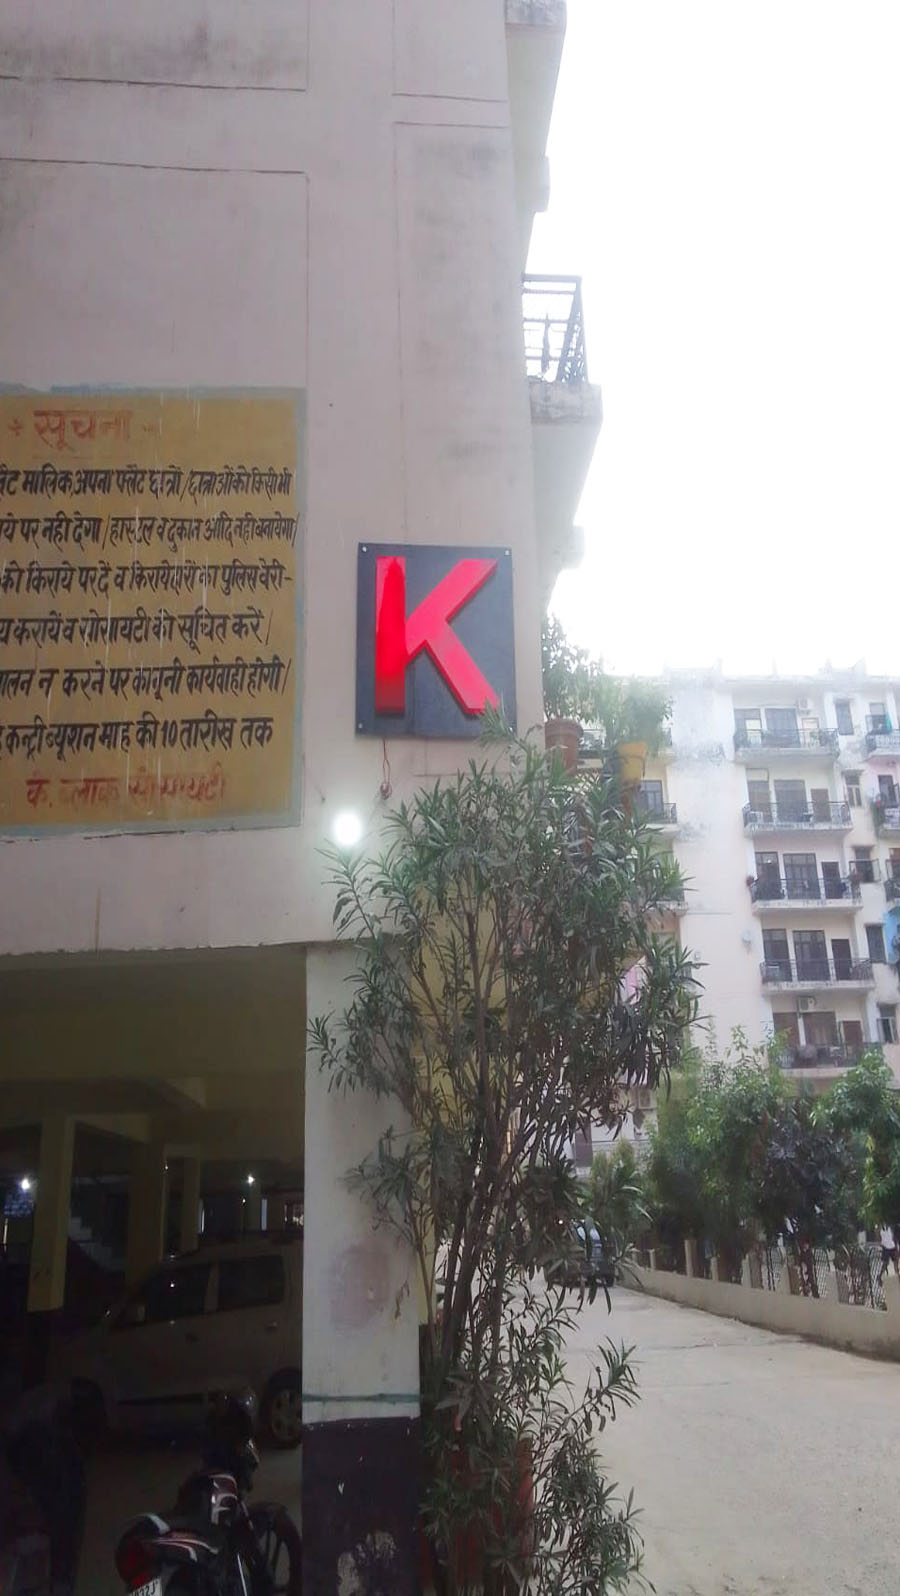 सूचना
मालिक अपना फ्लैट छात्रों/छात्राओं को किसी भी
पर नही देगा/हास्टल व दुकान आदि नही बनायेगा/
को किराये पर दें व किरायेदारों का पुलिस वेरी-
करायें व सोसायटी को सूचित करें/
न करने पर कानूनी कार्यवाही होगी/
कन्ट्रीब्यूशन माह की 10 तारीख तक
के. ब्लाक सोसायटी
K